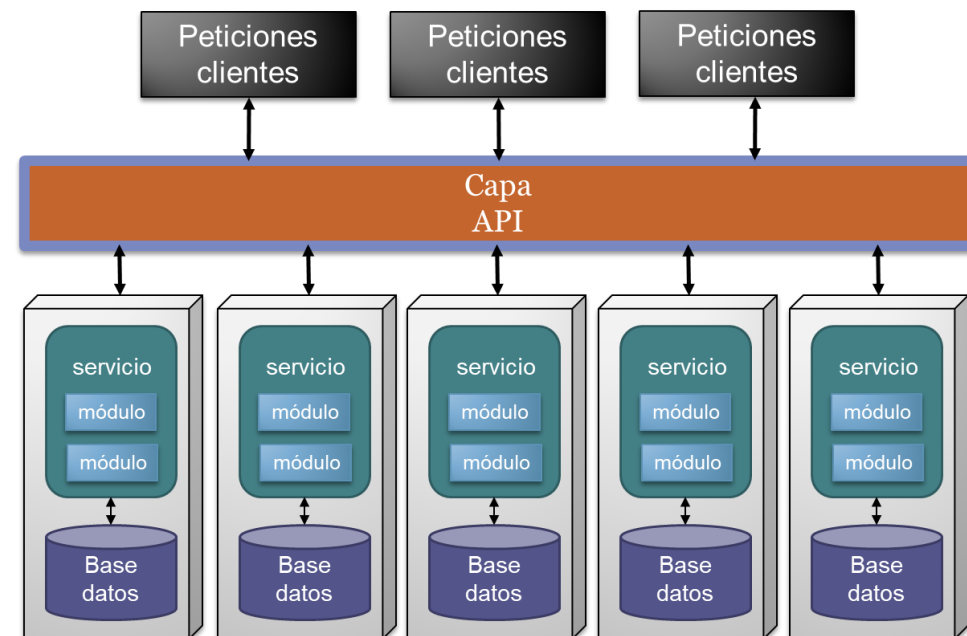 Peticiones
clientes
Peticiones
clientes
Peticiones
clientes
Capa
API
servicio
módulo
módulo
Base
datos
servicio
módulo
módulo
Base
datos
servicio
módulo
módulo
Base
datos
servicio
módulo
módulo
Base
datos
servicio
módulo
módulo
Base
datos